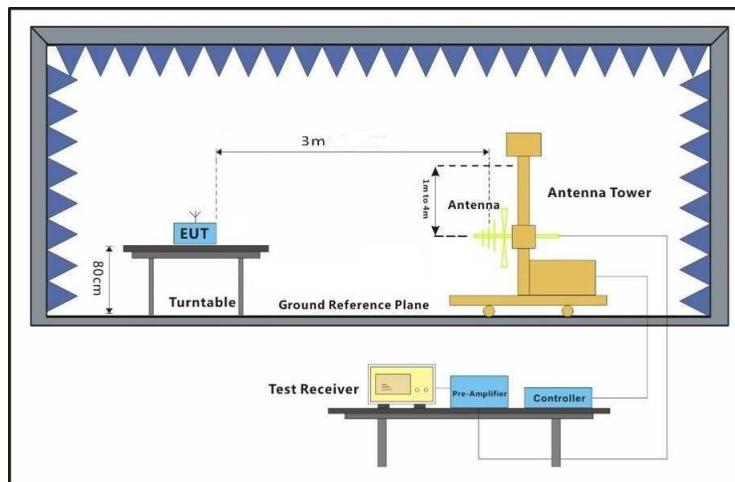 3m
1m to 4m
Antenna
Antenna Tower
EUT
80cm
Turntable
Ground Reference Plane
Test Receiver
Pre-Amplifier
Controller